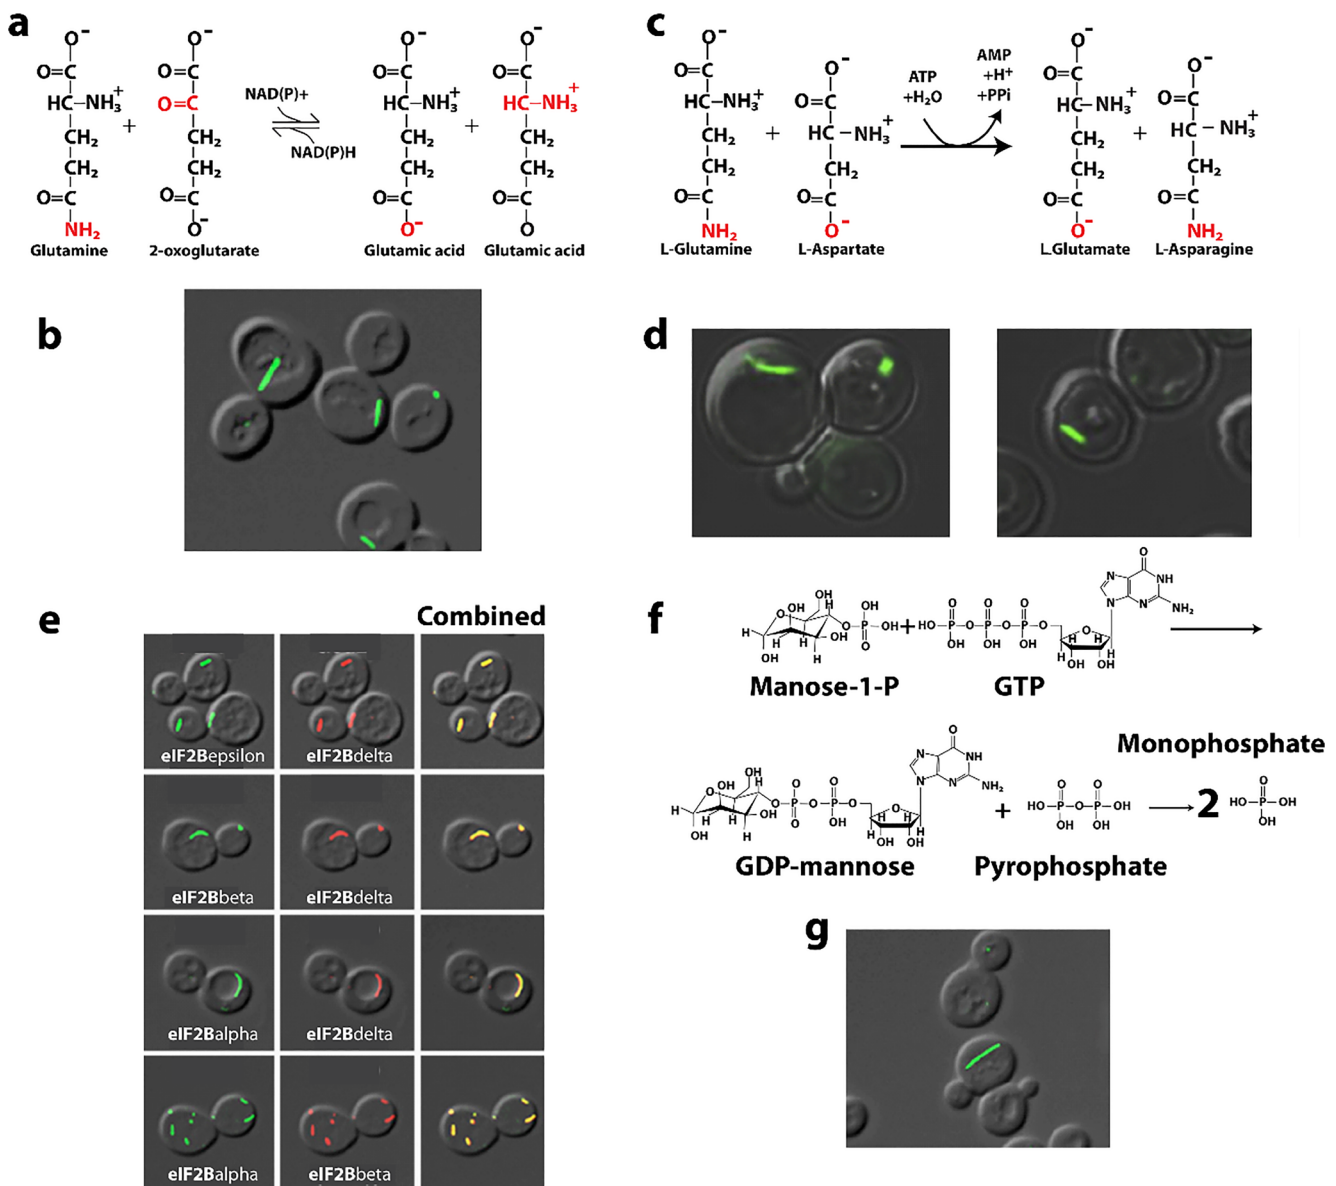 a
O⁻
O⁻
O⁻
O⁻
O=C
O=C
O=C
O=C
HC-NH₃⁺
O=C
NAD(P)+
HC-NH₃⁺
HC-NH₃⁺
+
+
CH₂
CH₂
NAD(P)H
CH₂
CH₂
CH₂
CH₂
CH₂
CH₂
O=C
O=C
O=C
O=C
NH₂
O⁻
O⁻
O
Glutamine
2-oxoglutarate
Glutamic acid
Glutamic acid
c
O⁻
O⁻
O⁻
O⁻
O=C
O=C
O=C
O=C
HC-NH₃⁺
HC-NH₃⁺
HC-NH₃⁺
HC-NH₃⁺
ATP
+H₂O
AMP
+H⁺
+PPi
+
+
CH₂
CH₂
CH₂
CH₂
CH₂
CH₂
O=C
O=C
O=C
O=C
NH₂
O⁻
O⁻
NH₂
L-Glutamine
L-Aspartate
L.Glutamate
L-Asparagine
b
d
e
Combined
eIF2Bepsilon
eIF2Bdelta
eIF2Bbeta
eIF2Bdelta
eIF2Balpha
eIF2Bdelta
eIF2Balpha
eIF2Bbeta
f
Manose-1-P
+
GTP
Monophosphate
GDP-mannose
+
Pyrophosphate
2
g